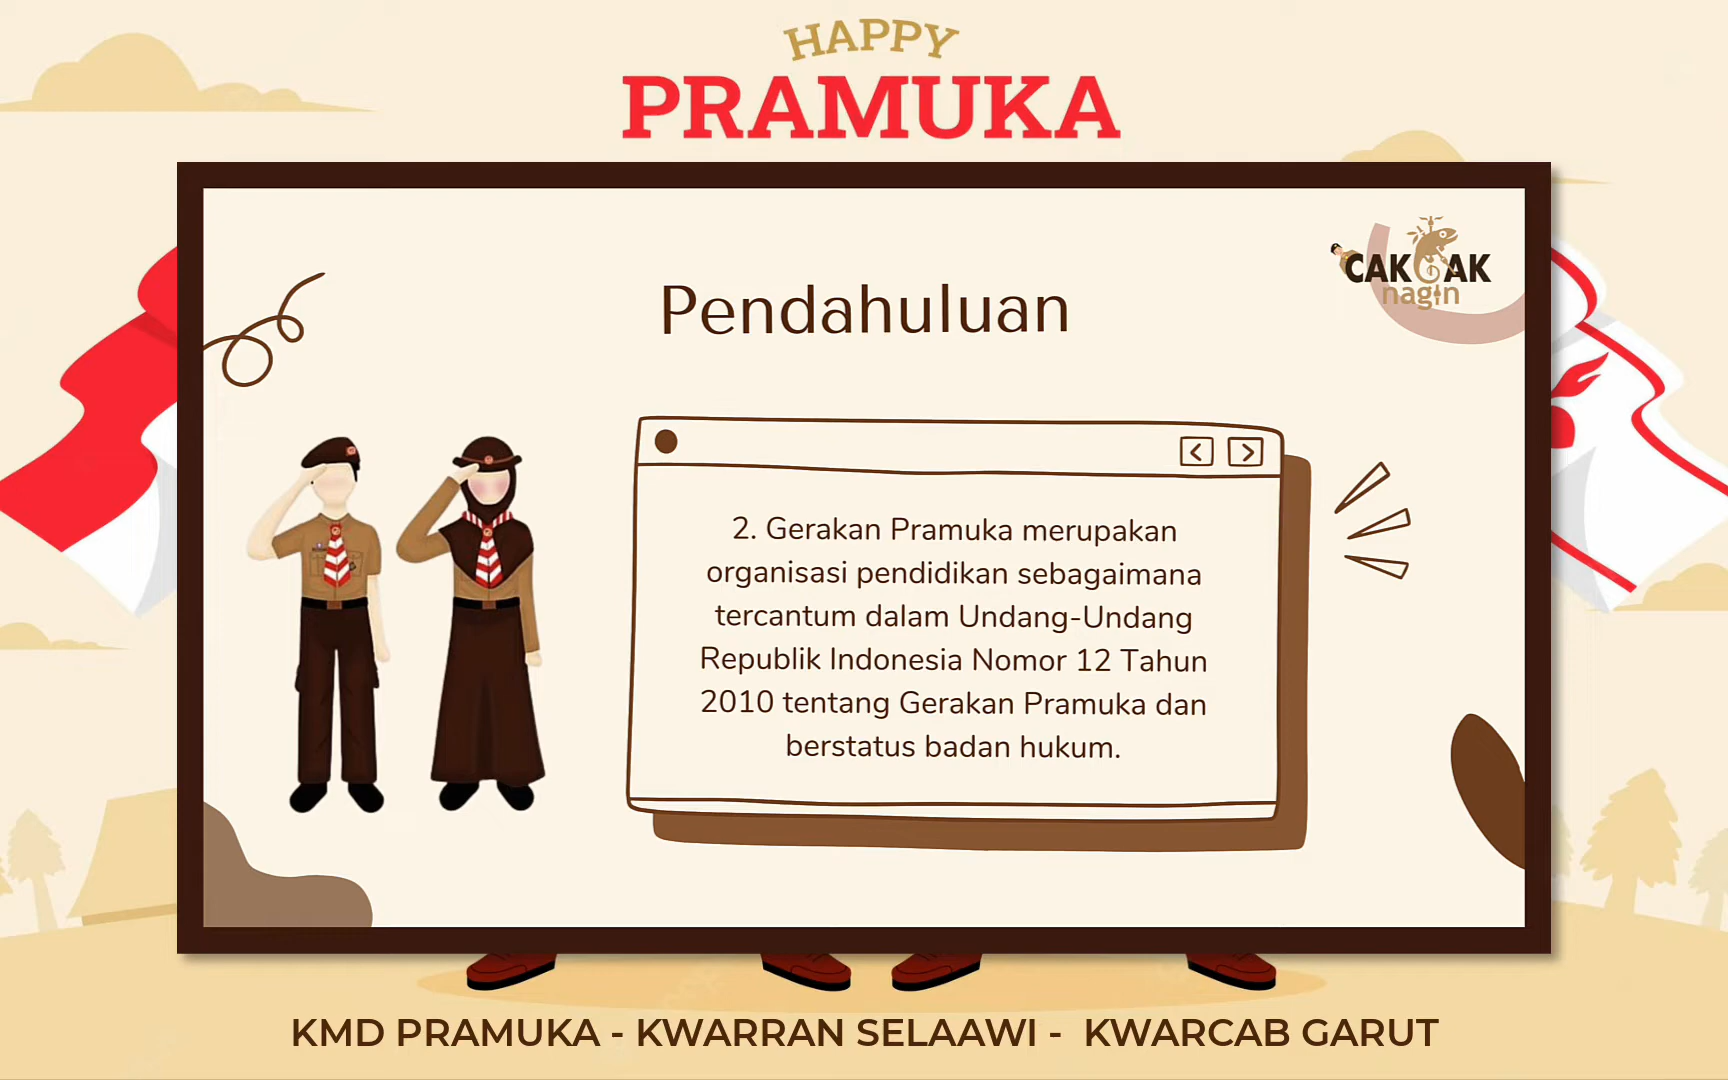 HAPPY
PRAMUKA
CAKCAK
nagin
Pendahuluan
2. Gerakan Pramuka merupakan
organisasi pendidikan sebagaimana
tercantum dalam Undang-Undang
Republik Indonesia Nomor 12 Tahun
2010 tentang Gerakan Pramuka dan
berstatus badan hukum.
KMD PRAMUKA - KWARRAN SELAAWI - KWARCAB GARUT